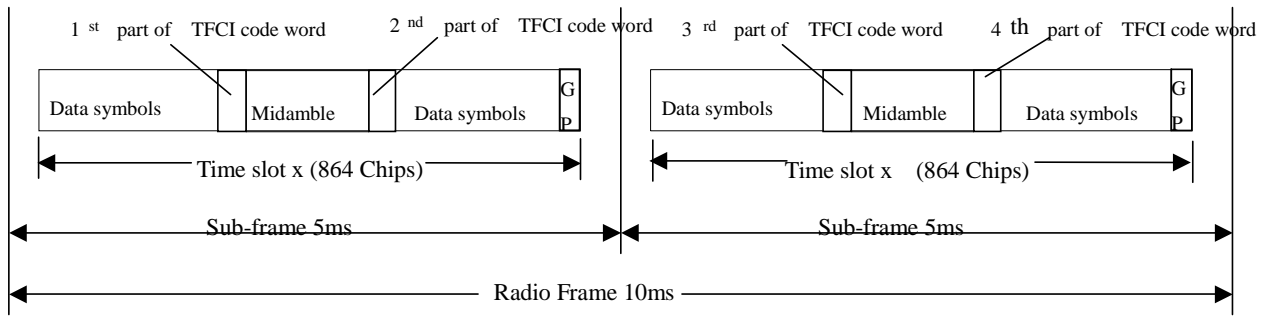 1 st part of TFCI code word
2 nd part of TFCI code word
3 rd part of TFCI code word
4 th part of TFCI code word
Data symbols
Midamble
Data symbols
G
P
Data symbols
Midamble
Data symbols
G
P
Time slot x (864 Chips)
Time slot x (864 Chips)
Sub-frame 5ms
Sub-frame 5ms
Radio Frame 10ms